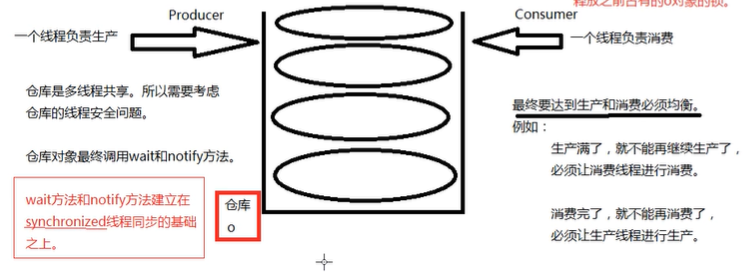 释放之前占有的o对象的锁。
Producer
Consumer
一个线程负责生产
一个线程负责消费
仓库是多线程共享。所以需要考虑
仓库的线程安全问题。
仓库对象最终调用wait和notify方法。
wait方法和notify方法建立在
synchronized线程同步的基础
之上。
仓库
o
最终要达到生产和消费必须均衡。
例如：
生产满了，就不能再继续生产了，
必须让消费线程进行消费。
消费完了，就不能再消费了，
必须让生产线程进行生产。